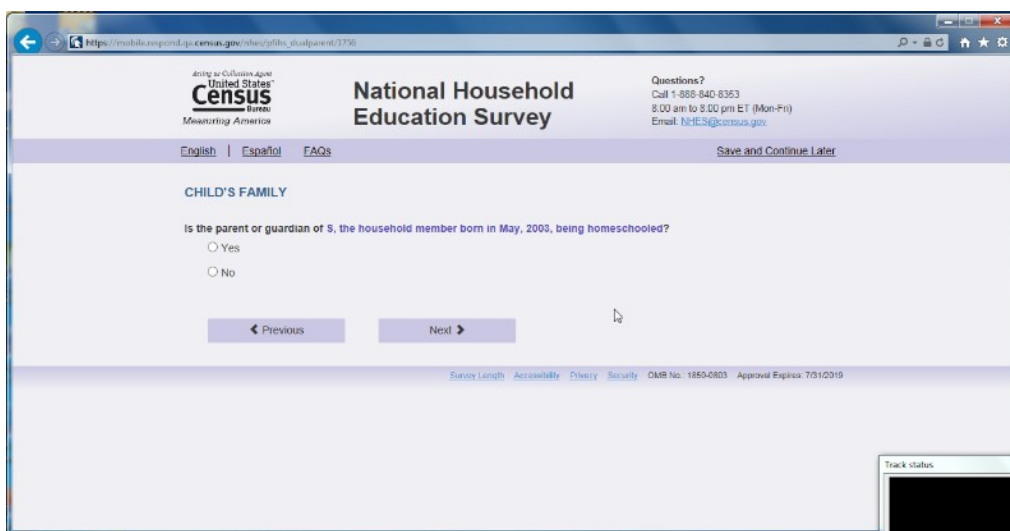 https://mobile.respond.qa.census.gov/nhes/pfihs_dualparent/3756
Acting as Collection Agent
United States™
Census
Bureau
Measuring America
National Household
Education Survey
Questions?
Call 1-888-840-8353
8:00 am to 8:00 pm ET (Mon-Fri)
Email: NHES@census.gov
English | Español FAQs
Save and Continue Later
CHILD'S FAMILY
Is the parent or guardian of S, the household member born in May, 2003, being homeschooled?
Yes
No
Previous
Next
Survey Length Accessibility Privacy Security OMB No.: 1850-0803 Approval Expires: 7/31/2019
Track status